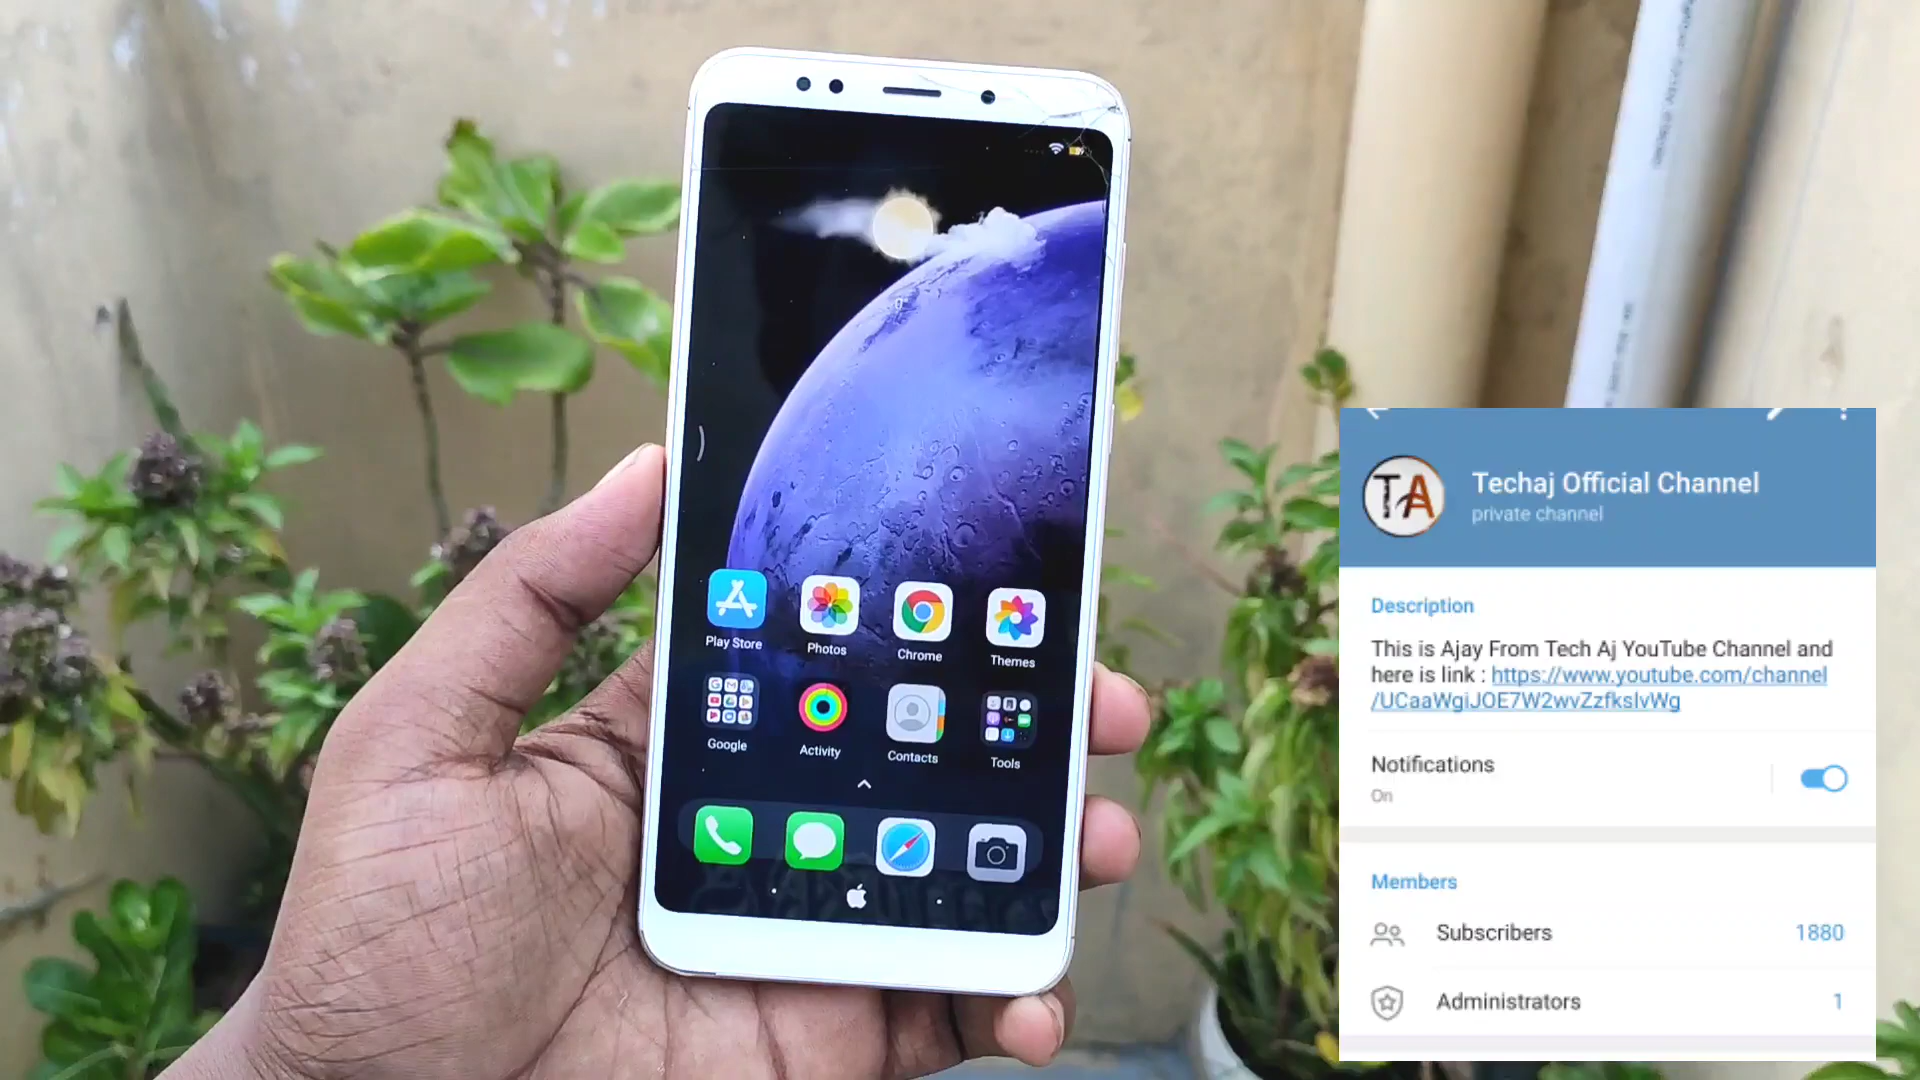 Play Store
Photos
Chrome
Themes
Google
Activity
Contacts
Tools
TA
Techaj Official Channel
private channel
Description
This is Ajay From Tech Aj YouTube Channel and
here is link : https://www.youtube.com/channel
/UCaaWgiJOE7W2wvZzfkslvWg
Notifications
On
Members
Subscribers 1880
Administrators 1